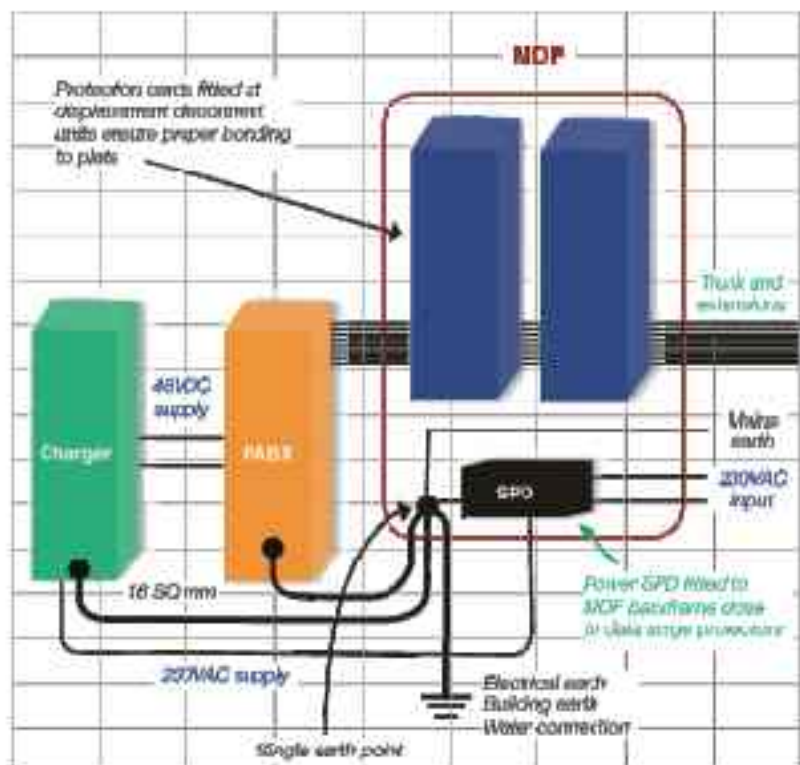 MDF
Protection cards fitted at
displacement disconnect
units ensure proper bonding
to plate
Trunk and
extensions
48VDC
supply
Charger
PABX
Mains
earth
SPD
230VAC
input
16 SQ mm
Power SPD fitted to
MDF backframe close
to data surge protectors
230VAC supply
Electrical earth
Building earth
Water connection
Single earth point